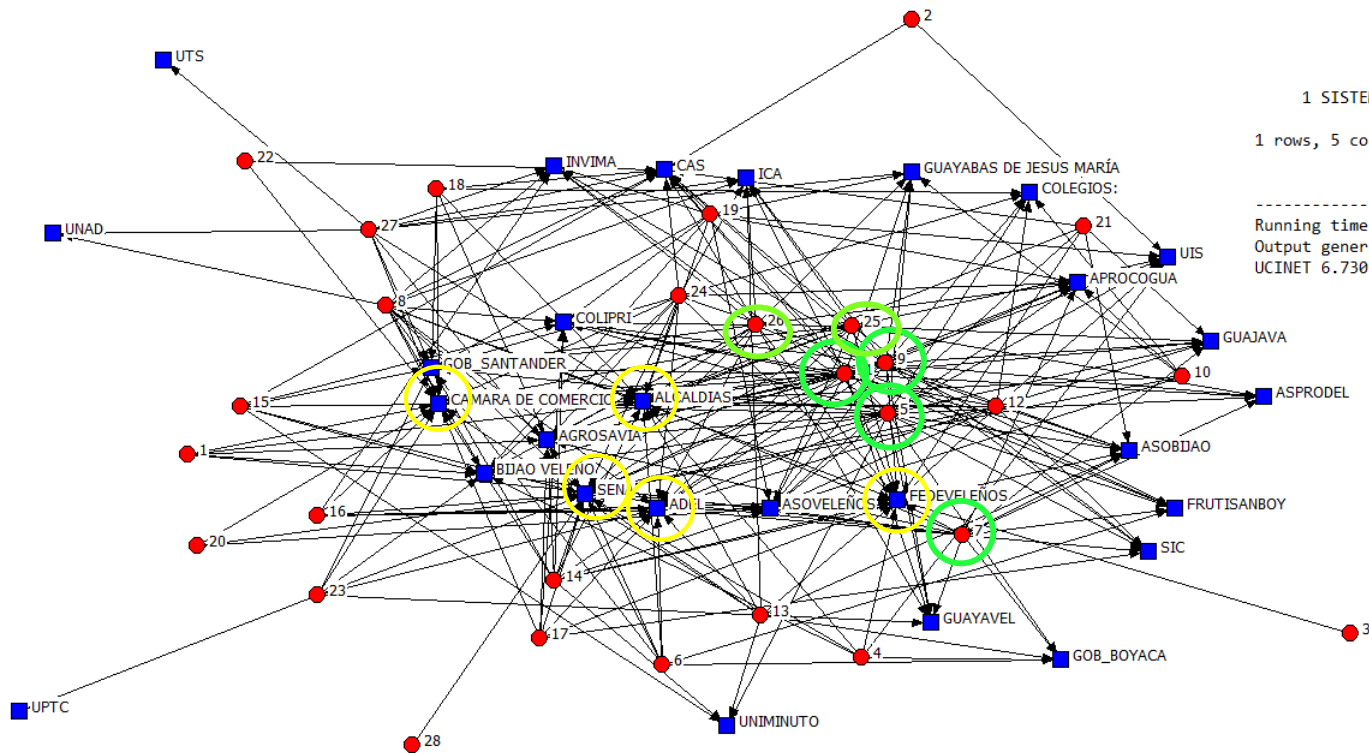 2
UTS
1 SISTE
22
INVIMA
CAS
ICA
GUAYABAS DE JESUS MARÍA
1 rows, 5 co
18
COLEGIOS:
19
27
21
UNAD
Running time
Output gener
UIS
UCINET 6.730
APROCOGUA
24
8
COLIPRI
26
25
GUAJAVA
GOB_SANTANDER
9
10
ASPRODEL
CAMARA DE COMERCIO
ALCALDIAS
15
12
5
AGROSAVIA
ASOBIJAO
1
BIJAO VELEÑO
SENA
ADEL
ASOVELEÑOS
FEDEVELEÑOS
FRUTISANBOY
16
7
20
SIC
14
23
13
GUAYAVEL
17
3
6
4
GOB_BOYACA
UPTC
UNIMINUTO
28